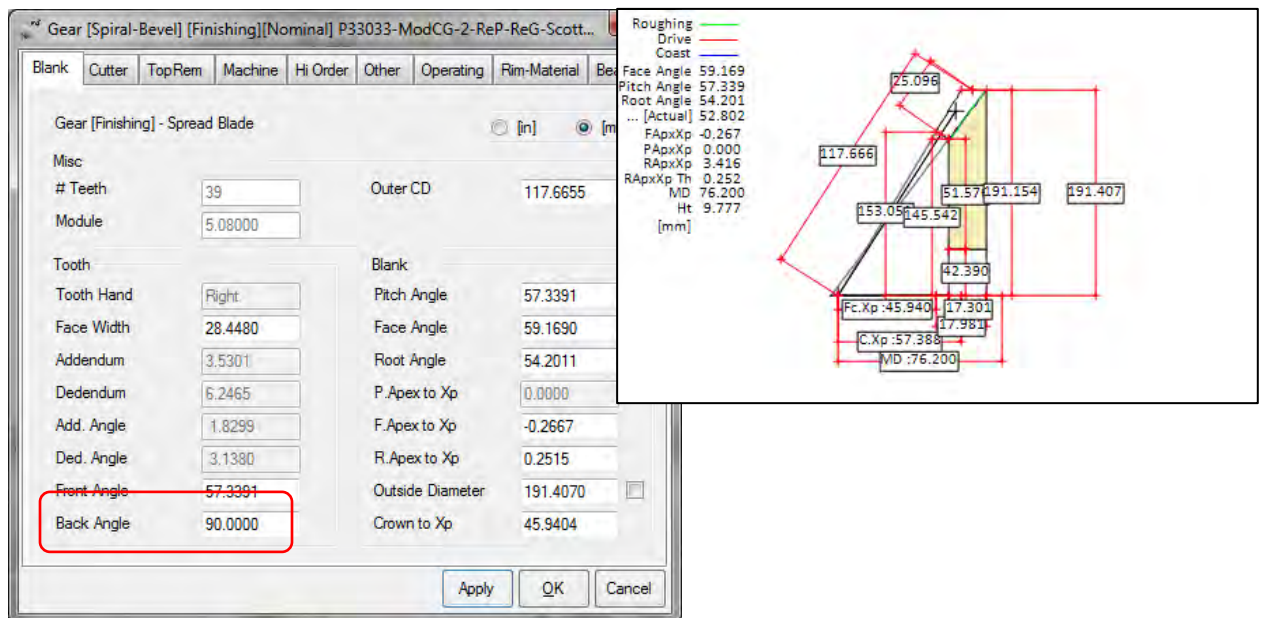 Gear [Spiral-Bevel] [Finishing][Nominal] P33033-ModCG-2-ReP-ReG-Scott...
Blank Cutter TopRem Machine Hi Order Other Operating Rim-Material
Gear [Finishing] - Spread Blade [in]
Misc
# Teeth 39 Outer CD 117.6655
Module 5.08000
Tooth Blank
Tooth Hand Right Pitch Angle 57.3391
Face Width 28.4480 Face Angle 59.1690
Addendum 3.5301 Root Angle 54.2011
Dedendum 6.2465 P.Apex to Xp 0.0000
Add. Angle 1.8299 F.Apex to Xp -0.2667
Ded. Angle 3.1380 R.Apex to Xp 0.2515
Front Angle 57.3391 Outside Diameter 191.4070
Back Angle 90.0000 Crown to Xp 45.9404
Apply OK Cancel
Roughing
Drive
Coast
Face Angle 59.169
Pitch Angle 57.339
Root Angle 54.201
... [Actual] 52.802
FApxXp -0.267
PApxXp 0.000
RApxXp 3.416
RApxXp Th 0.252
MD 76.200
Ht 9.777
[mm]
25.096
117.666
51.57 191.154 191.407
153.05 145.542
42.390
Fc.Xp :45.940 17.301
17.981
C.Xp :57.388
MD :76.200